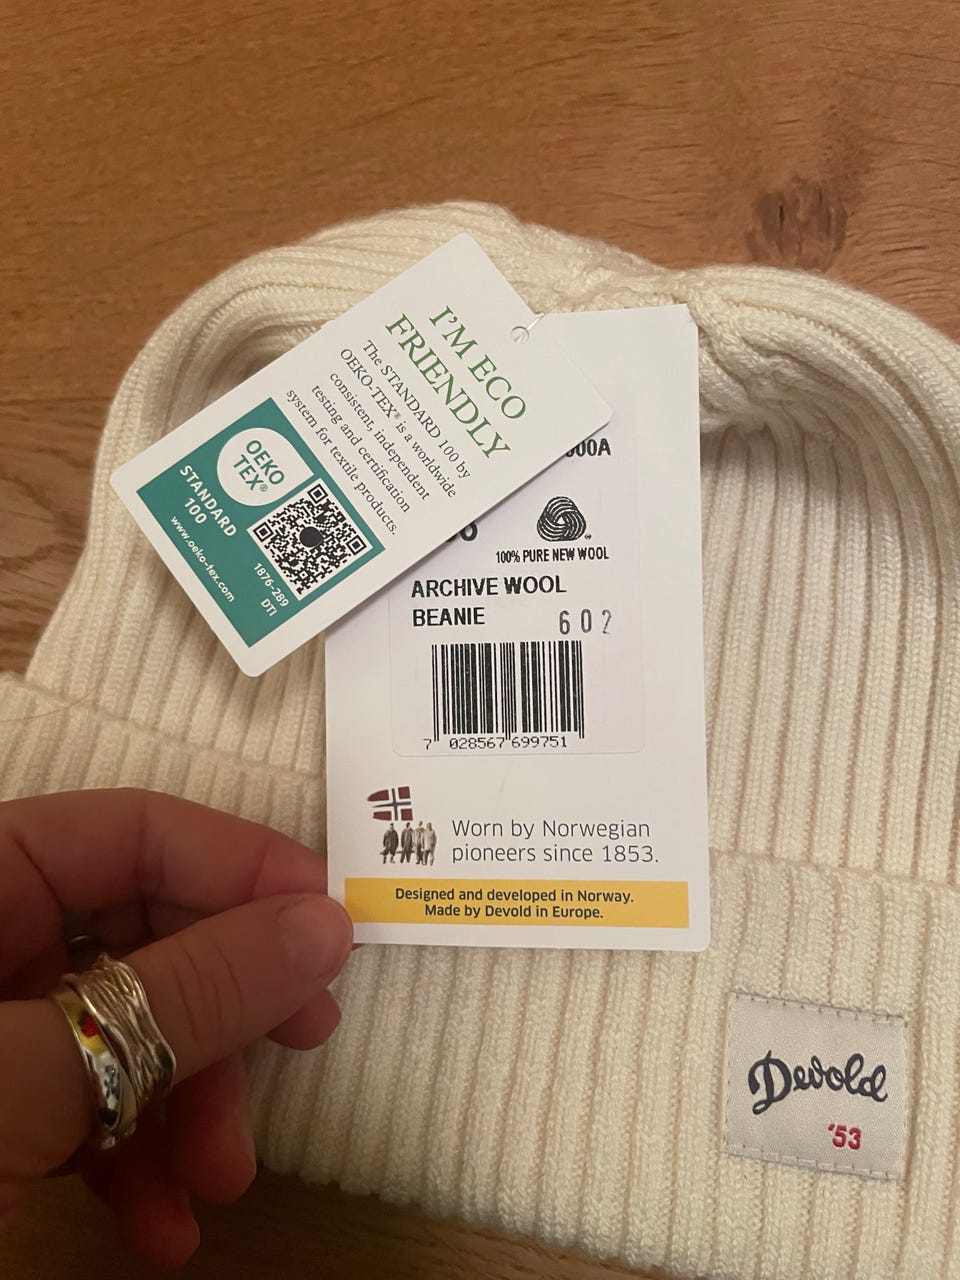 I'M ECO
FRIENDLY
The STANDARD 100 by
OEKO-TEX® is a worldwide
consistent, independent
testing and certification
system for textile products.
OEKO
TEX®
STANDARD
100
www.oeko-tex.com
1876-289
DTI
100% PURE NEW WOOL
ARCHIVE WOOL
BEANIE
602
7 028567 699751
Worn by Norwegian
pioneers since 1853.
Designed and developed in Norway.
Made by Devold in Europe.
Devold
'53